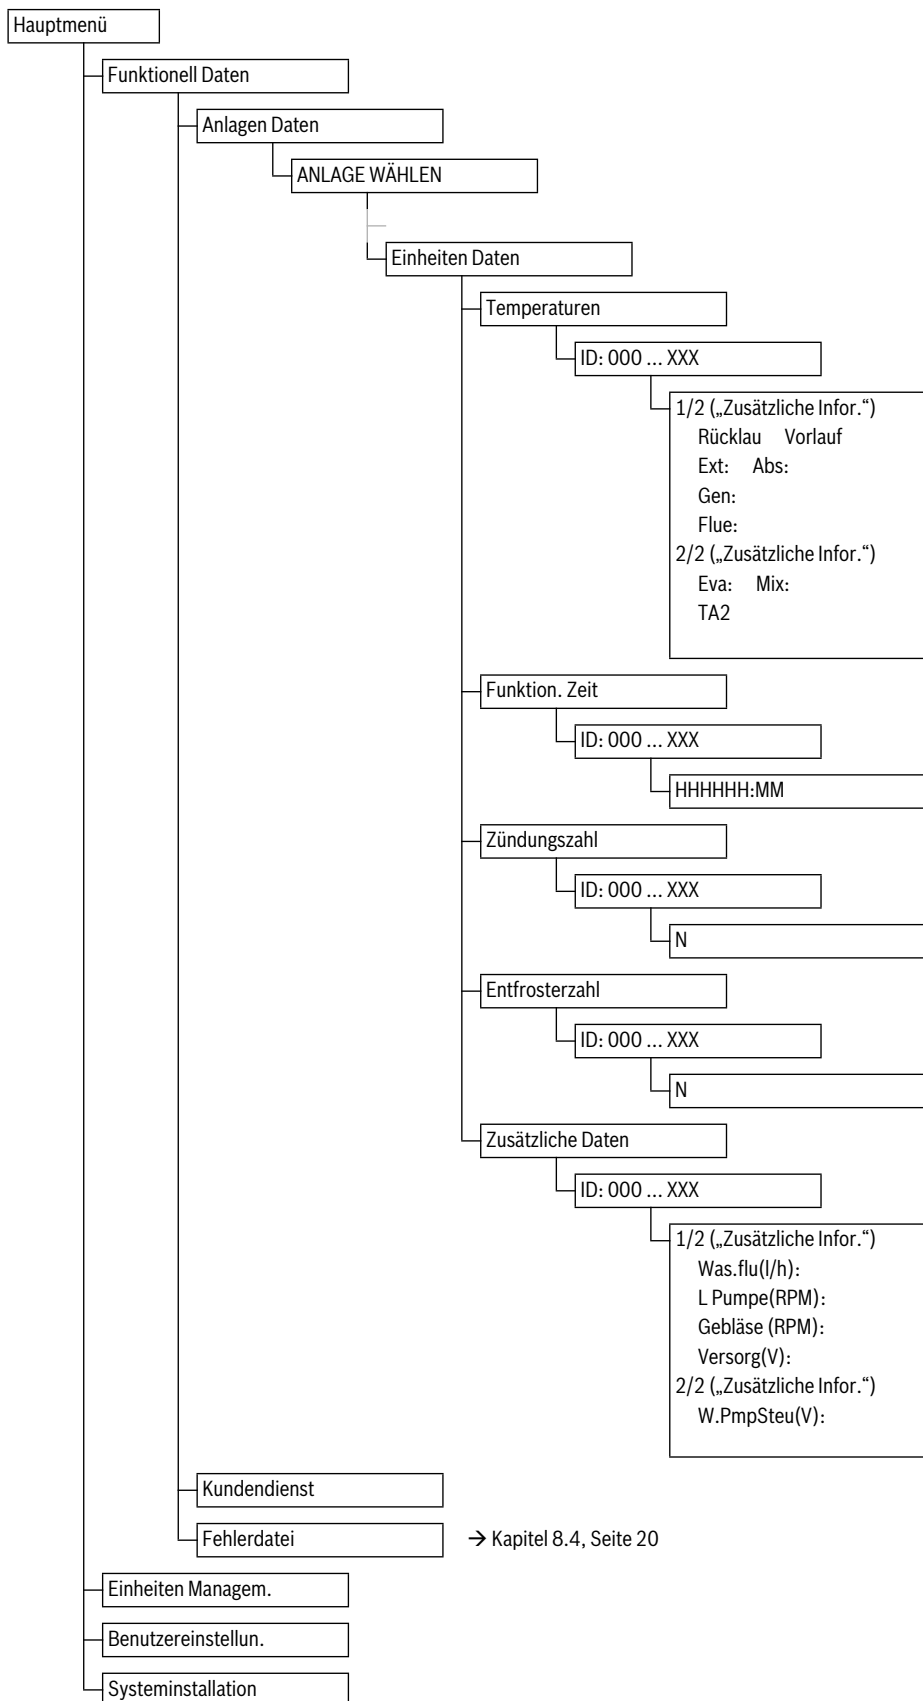 Hauptmenü
Funktionell Daten
Anlagen Daten
ANLAGE WÄHLEN
Einheiten Daten
Temperaturen
ID: 000 ... XXX
1/2 („Zusätzliche Infor.“)
Rücklau Vorlauf
Ext: Abs:
Gen:
Flue:
2/2 („Zusätzliche Infor.“)
Eva: Mix:
TA2
Funktion. Zeit
ID: 000 ... XXX
HHHHHH:MM
Zündungszahl
ID: 000 ... XXX
N
Entfrosterzahl
ID: 000 ... XXX
N
Zusätzliche Daten
ID: 000 ... XXX
1/2 („Zusätzliche Infor.“)
Was.flu(l/h):
L Pumpe(RPM):
Gebläse (RPM):
Versorg(V):
2/2 („Zusätzliche Infor.“)
W.PmpSteu(V):
Kundendienst
Fehlerdatei → Kapitel 8.4, Seite 20
Einheiten Managem.
Benutzereinstellun.
Systeminstallation